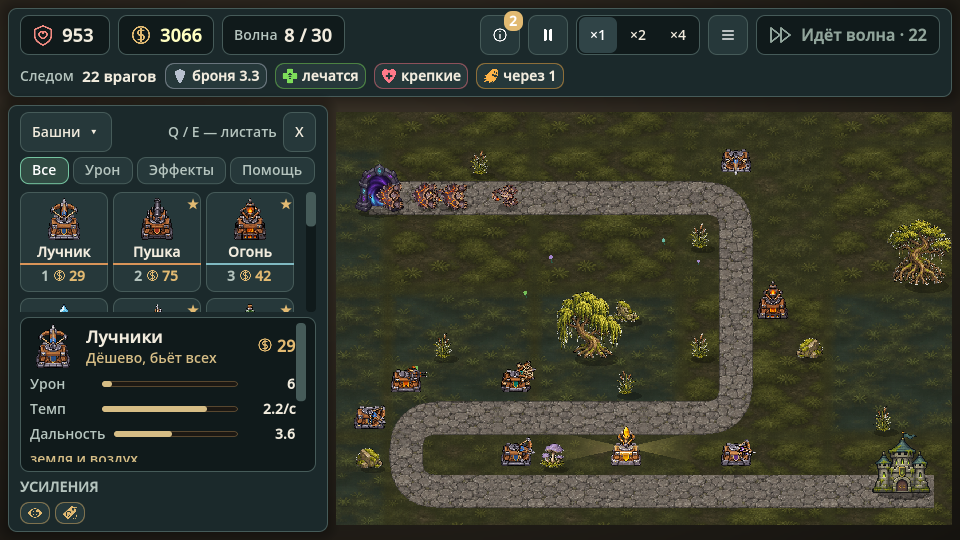 953
3066
Волна 8 / 30
2
×1
×2
×4
Идёт волна · 22
Следом 22 врагов
броня 3.3
лечатся
крепкие
через 1
Башни
Q / E — листать
X
Все
Урон
Эффекты
Помощь
Лучник
Пушка
Огонь
1 29
2 75
3 42
Лучники
Дёшево, бьёт всех
29
Урон 6
Темп 2.2/с
Дальность 3.6
земля и воздух
УСИЛЕНИЯ